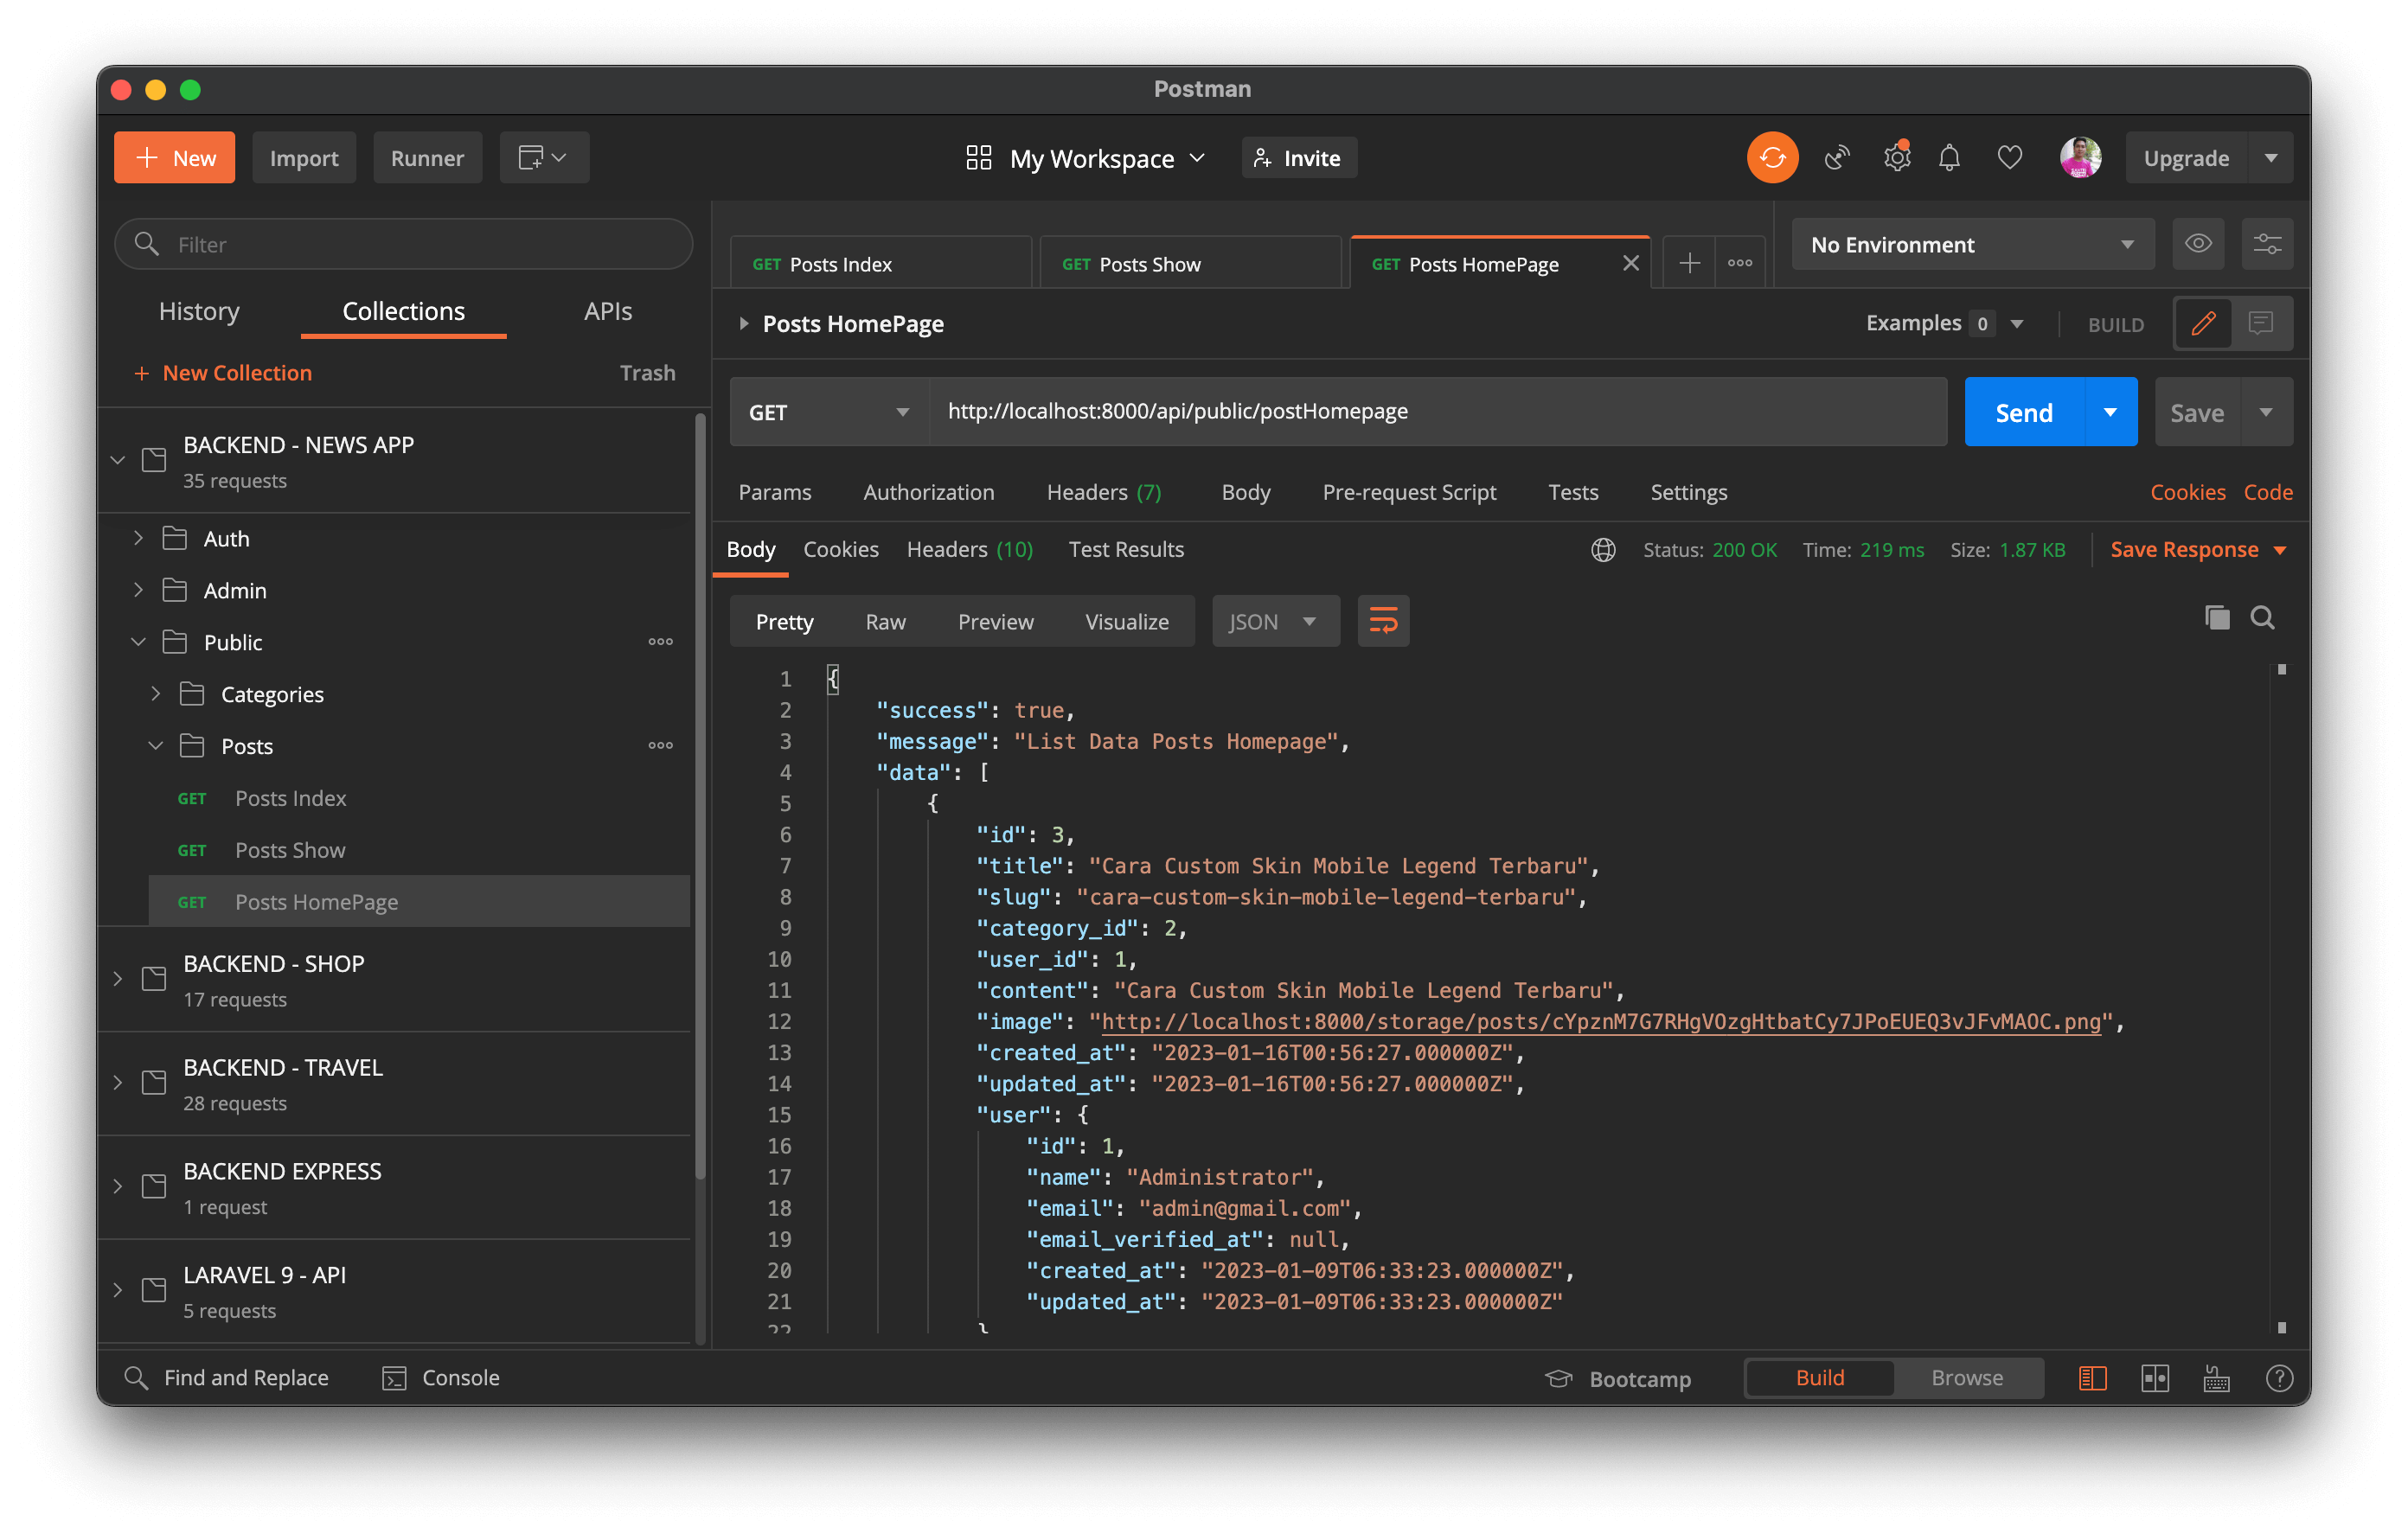 Postman
New
Import
Runner
My Workspace
Invite
Upgrade
Filter
History
Collections
APIs
New Collection
Trash
BACKEND - NEWS APP
35 requests
Auth
Admin
Public
Categories
Posts
GET Posts Index
GET Posts Show
GET Posts HomePage
BACKEND - SHOP
17 requests
BACKEND - TRAVEL
28 requests
BACKEND EXPRESS
1 request
LARAVEL 9 - API
5 requests
GET Posts Index
GET Posts Show
GET Posts HomePage
No Environment
Posts HomePage
Examples 0
BUILD
GET
http://localhost:8000/api/public/postHomepage
Send
Save
Params
Authorization
Headers (7)
Body
Pre-request Script
Tests
Settings
Cookies
Code
Body
Cookies
Headers (10)
Test Results
Status: 200 OK
Time: 219 ms
Size: 1.87 KB
Save Response
Pretty
Raw
Preview
Visualize
JSON
1 {
2 "success": true,
3 "message": "List Data Posts Homepage",
4 "data": [
5 {
6 "id": 3,
7 "title": "Cara Custom Skin Mobile Legend Terbaru",
8 "slug": "cara-custom-skin-mobile-legend-terbaru",
9 "category_id": 2,
10 "user_id": 1,
11 "content": "Cara Custom Skin Mobile Legend Terbaru",
12 "image": "http://localhost:8000/storage/posts/cYpznM7G7RHgVOzgHtbatCy7JPoEUEQ3vJFvMAOC.png",
13 "created_at": "2023-01-16T00:56:27.000000Z",
14 "updated_at": "2023-01-16T00:56:27.000000Z",
15 "user": {
16 "id": 1,
17 "name": "Administrator",
18 "email": "admin@gmail.com",
19 "email_verified_at": null,
20 "created_at": "2023-01-09T06:33:23.000000Z",
21 "updated_at": "2023-01-09T06:33:23.000000Z"
22 }
Find and Replace
Console
Bootcamp
Build
Browse